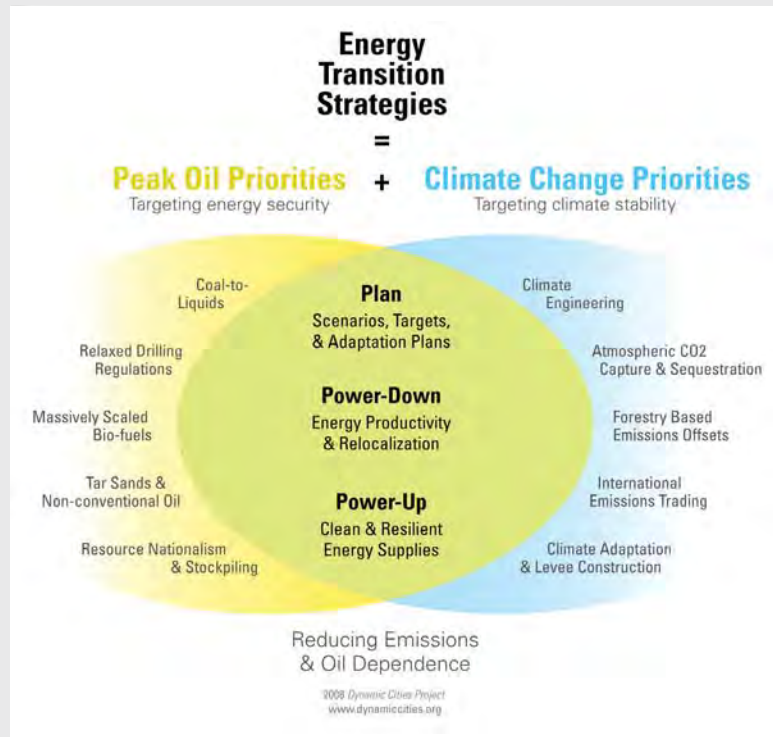 Energy
Transition
Strategies
=
Peak Oil Priorities + Climate Change Priorities
Targeting energy security
Targeting climate stability
Coal-to-
Liquids
Relaxed Drilling
Regulations
Massively Scaled
Bio-fuels
Tar Sands &
Non-conventional Oil
Resource Nationalism
& Stockpiling
Plan
Scenarios, Targets,
& Adaptation Plans
Power-Down
Energy Productivity
& Relocalization
Power-Up
Clean & Resilient
Energy Supplies
Climate
Engineering
Atmospheric CO2
Capture & Sequestration
Forestry Based
Emissions Offsets
International
Emissions Trading
Climate Adaptation
& Levee Construction
Reducing Emissions
& Oil Dependence
2008 Dynamic Cities Project
www.dynamiccities.org